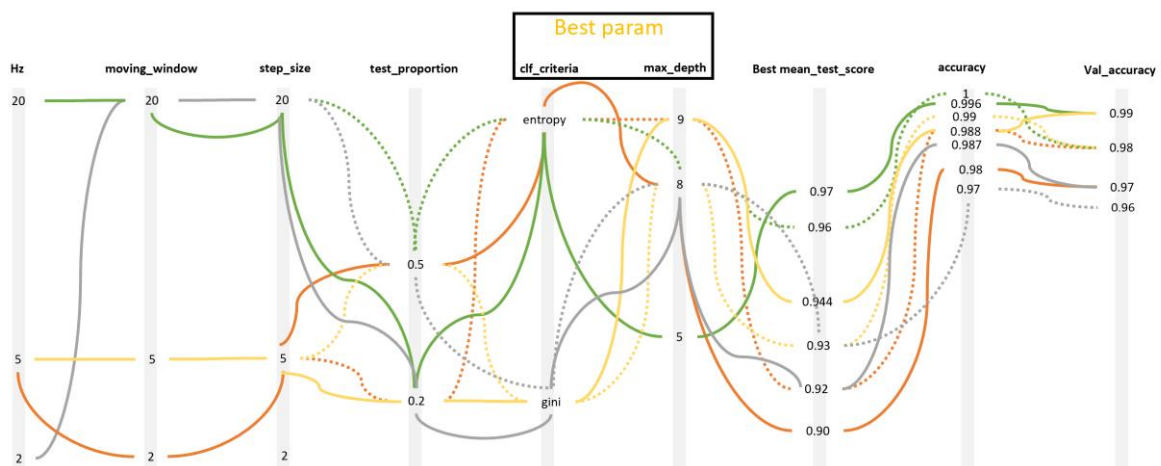 Best param
Hz moving_window step_size test_proportion clf_criteria max_depth Best mean_test_score accuracy Val_accuracy
20 20 20 entropy 9 1 0.99
0.996
0.99
0.988 0.98
0.987
0.5 8 0.97 0.98 0.97
0.97 0.96
0.96
0.944
5 5 5 5 0.93
0.2 gini 0.92
0.90
2 2 2